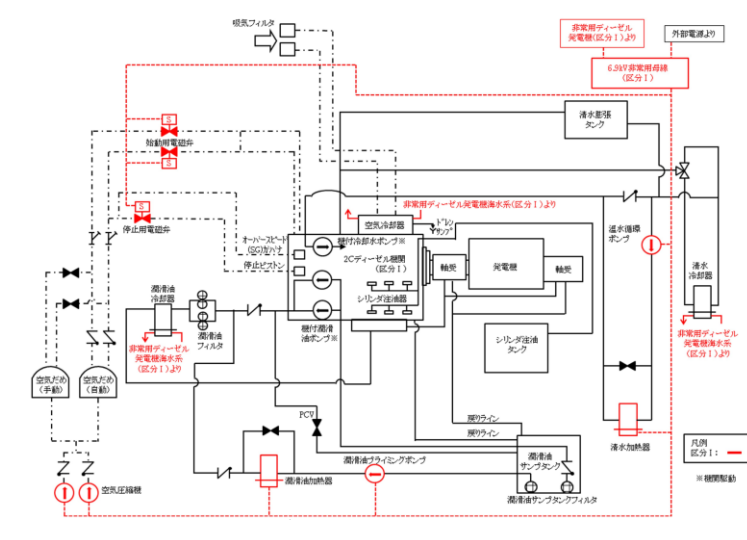 吸気フィルタ
非常用ディーゼル
発電機(区分Ⅰ)より
外部電源より
6.9kV非常用母線
(区分Ⅰ)
清水膨張
タンク
S
始動用電磁弁
S
S
停止用電磁弁
非常用ディーゼル発電機海水系(区分Ⅰ)より
空気冷却器
ドレン
サンプ
オーバースピード
(SG)ガバナ
機付冷却水ポンプ※
停止ピストン
2Cディーゼル機関
(区分Ⅰ)
軸受
発電機
軸受
温水循環
ポンプ
清水
冷却器
シリンダ注油器
潤滑油
冷却器
潤滑油
フィルタ
機付潤滑
油ポンプ※
シリンダ注油
タンク
非常用ディーゼル
発電機海水系
(区分Ⅰ)より
非常用ディーゼル
発電機海水系
(区分Ⅰ)より
空気だめ
(手動)
空気だめ
(自動)
PCV
戻りライン
戻りライン
清水加熱器
凡例
区分Ⅰ:
※機関駆動
潤滑油プライミングポンプ
潤滑油
サンプタンク
潤滑油加熱器
空気圧縮機
潤滑油サンプタンクフィルタ